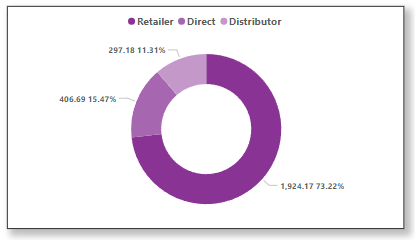 Retailer Direct Distributor
297.18 11.31%
406.69 15.47%
1,924.17 73.22%